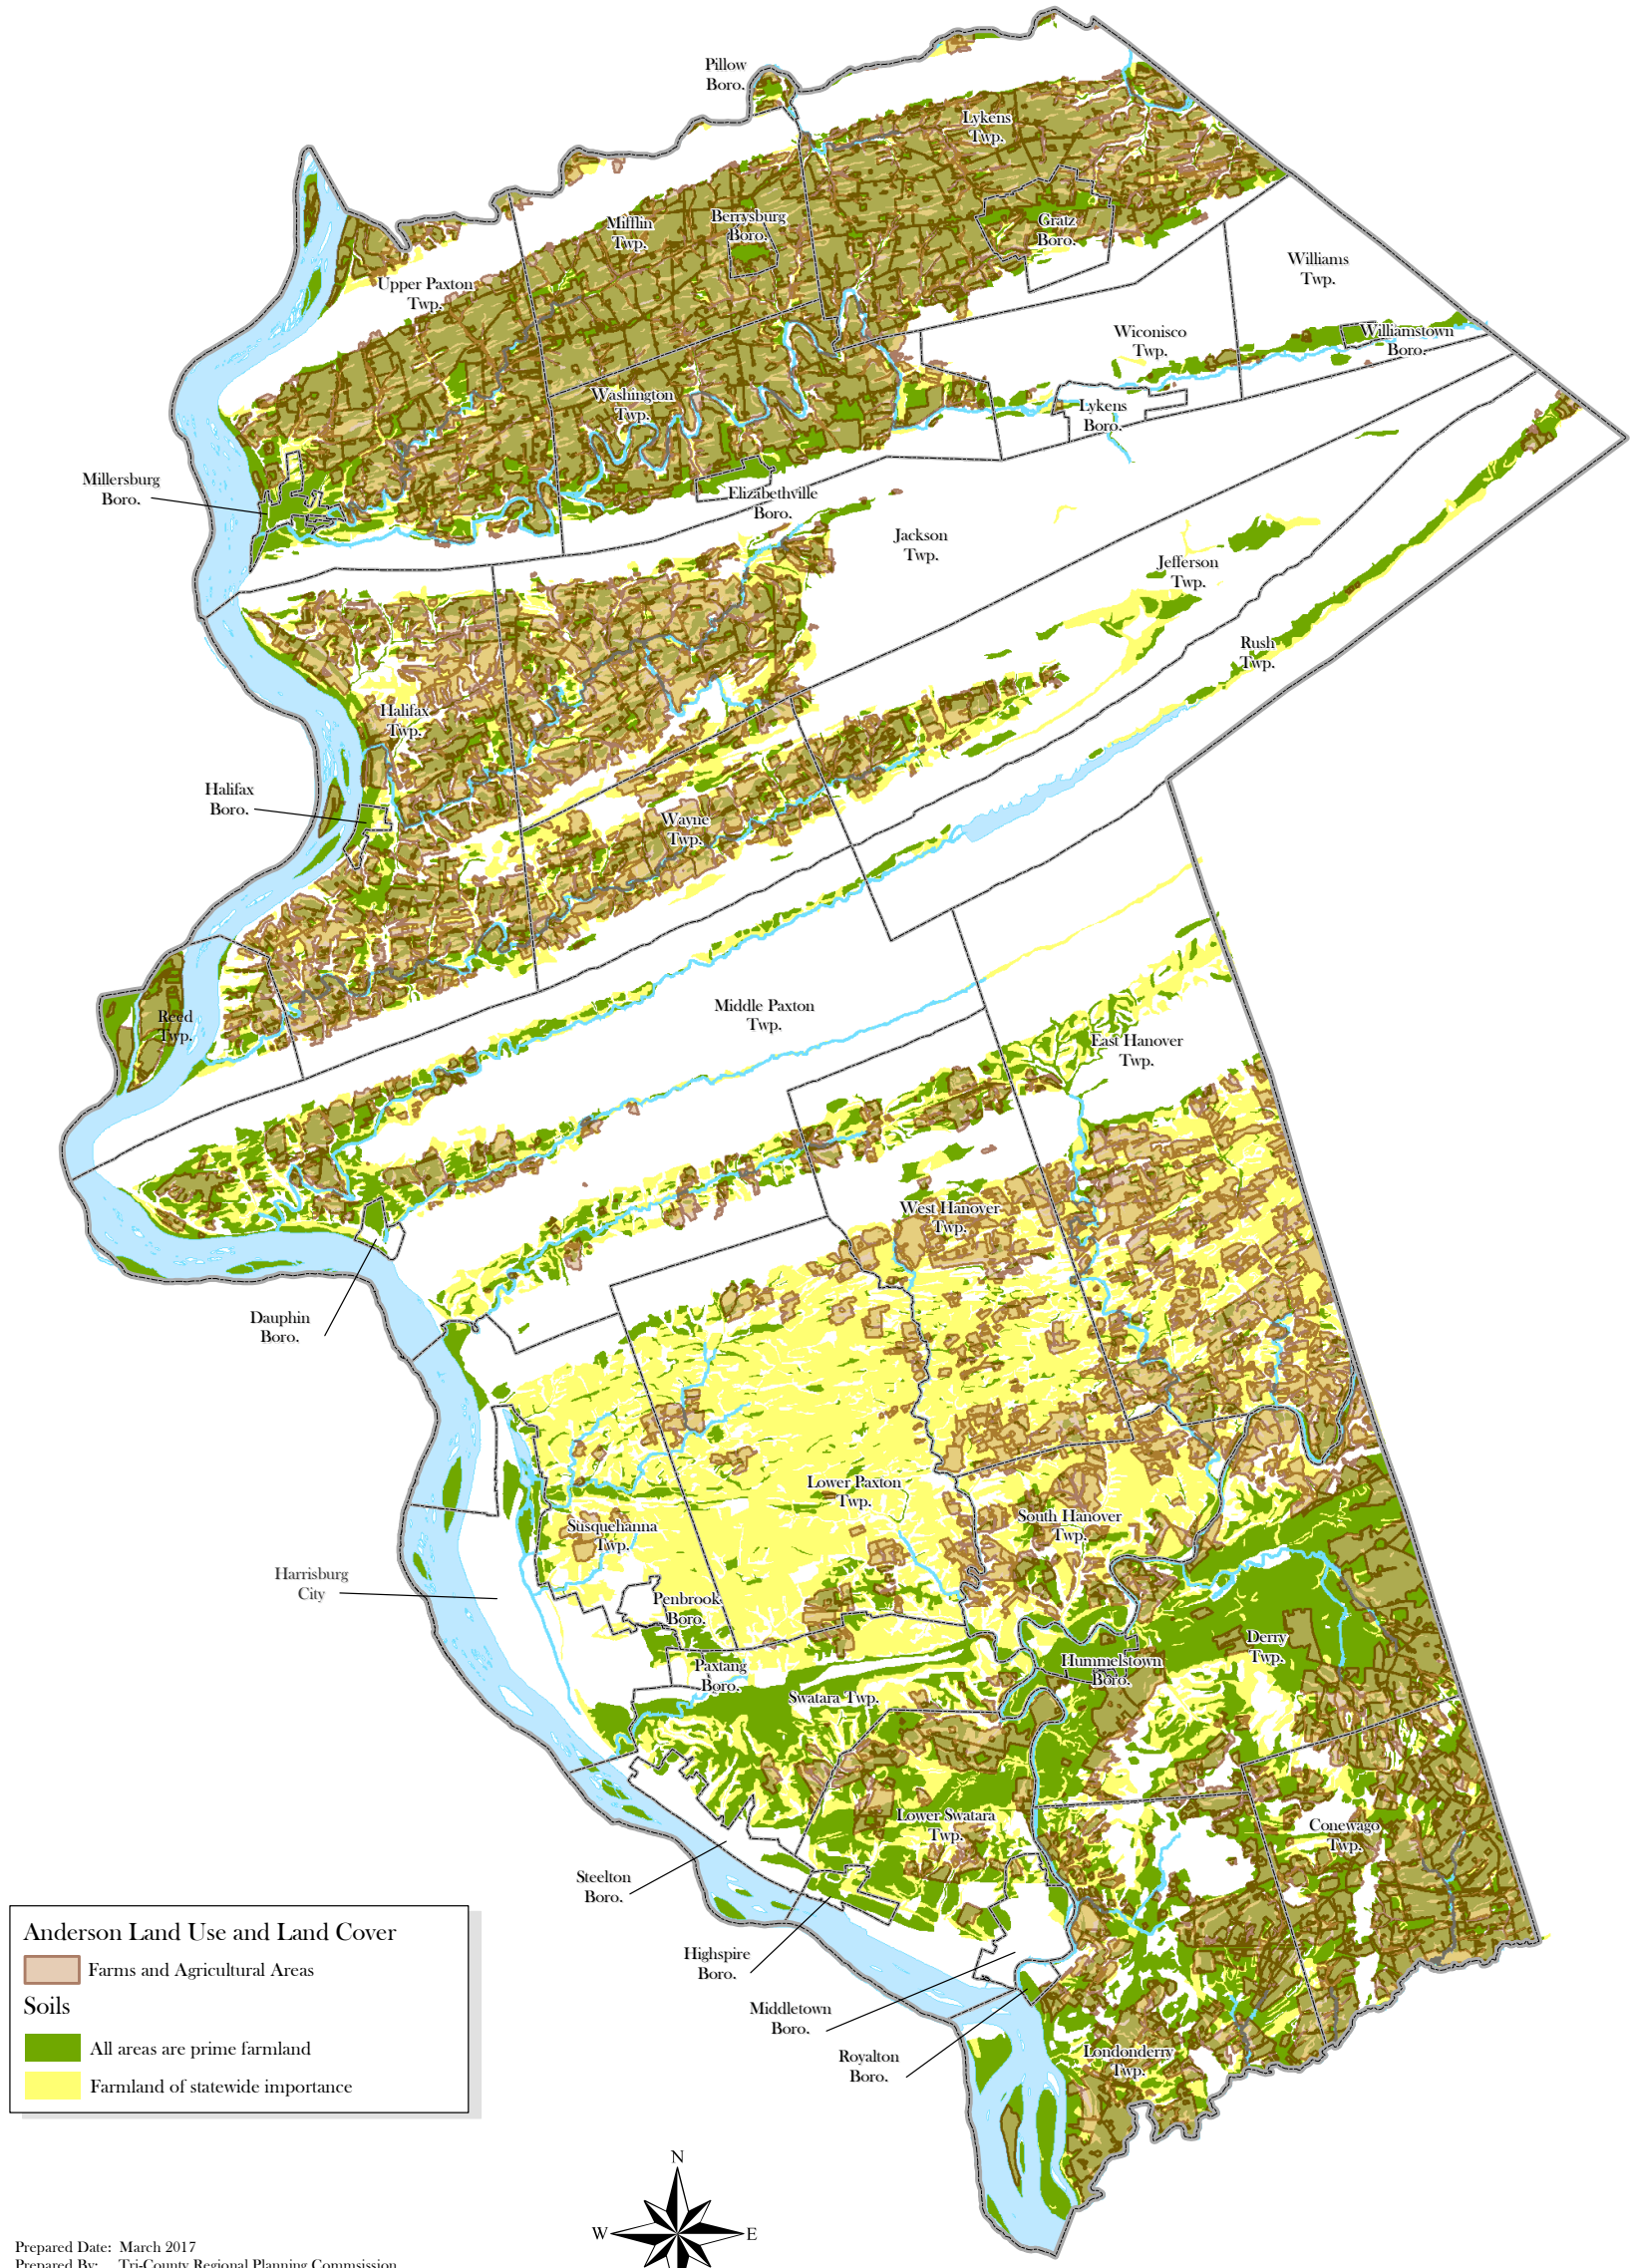 Pillow
Boro.
Lykens
Twp.
Mifflin
Twp.
Berrysburg
Boro.
Gratz
Boro.
Williams
Twp.
Upper Paxton
Twp.
Wiconisco
Twp.
Williamstown
Boro.
Washington
Twp.
Lykens
Boro.
Millersburg
Boro.
Elizabethville
Boro.
Jackson
Twp.
Jefferson
Twp.
Rush
Twp.
Halifax
Twp.
Halifax
Boro.
Wayne
Twp.
Reed
Twp.
Middle Paxton
Twp.
East Hanover
Twp.
West Hanover
Twp.
Dauphin
Boro.
Lower Paxton
Twp.
South Hanover
Twp.
Susquehanna
Twp.
Harrisburg
City
Penbrook
Boro.
Derry
Twp.
Paxtang
Boro.
Hummelstown
Boro.
Swatara Twp.
Lower Swatara
Twp.
Conewago
Twp.
Steelton
Boro.
Highspire
Boro.
Middletown
Boro.
Royalton
Boro.
Londonderry
Twp.
Anderson Land Use and Land Cover
Farms and Agricultural Areas
Soils
All areas are prime farmland
Farmland of statewide importance
N
W
E
Prepared Date: March 2017
Prepared By: Tri-County Regional Planning Commsission